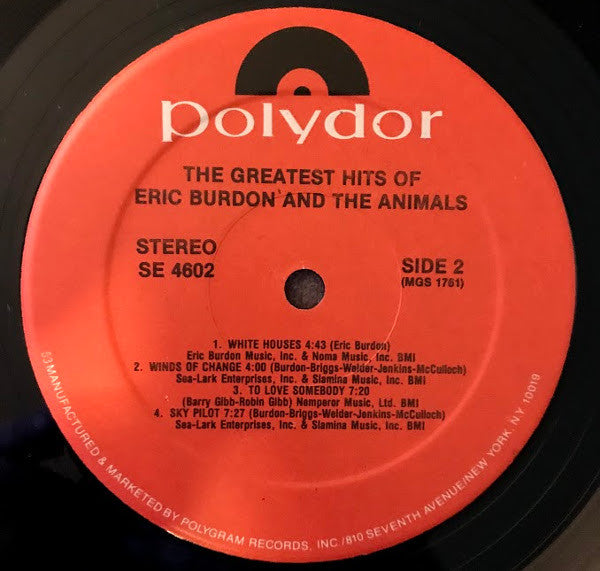 polydor
THE GREATEST HITS OF
ERIC BURDON AND THE ANIMALS
STEREO
SE 4602
SIDE 2
(MGS 1761)
1. WHITE HOUSES 4:43 (Eric Burdon)
Eric Burdon Music, Inc. & Noma Music, Inc. BMI
2. WINDS OF CHANGE 4:00 (Burdon-Briggs-Welder-Jenkins-McCulloch)
Sea-Lark Enterprises, Inc. & Slamina Music, Inc. BMI
3. TO LOVE SOMEBODY 7:20
(Barry Gibb-Robin Gibb) Nemperor Music, Ltd. BMI
4. SKY PILOT 7:27 (Burdon-Briggs-Welder-Jenkins-McCulloch)
Sea-Lark Enterprises, Inc. & Slamina Music, Inc. BMI
53 MANUFACTURED & MARKETED BY POLYGRAM RECORDS, INC./810 SEVENTH AVENUE/NEW YORK, N.Y. 10019